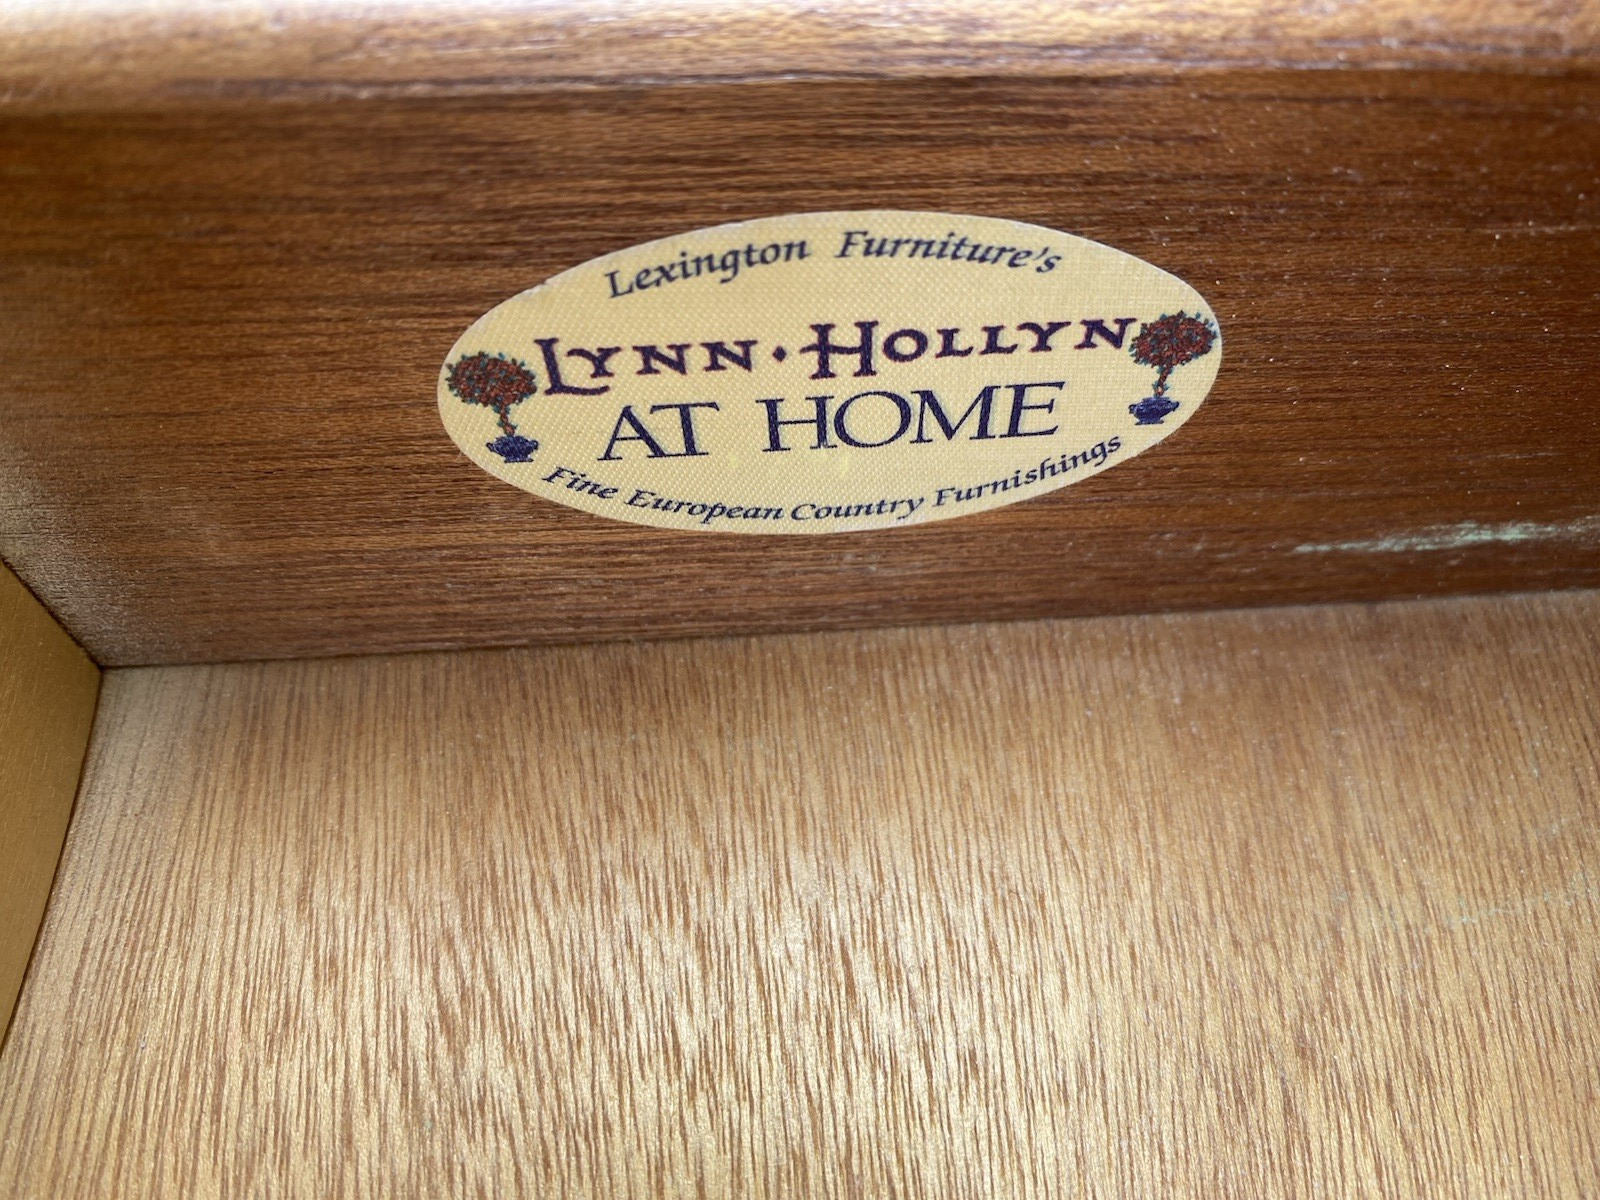 Lexington Furniture's
LYNN·HOLLYN
AT HOME
Fine European Country Furnishings